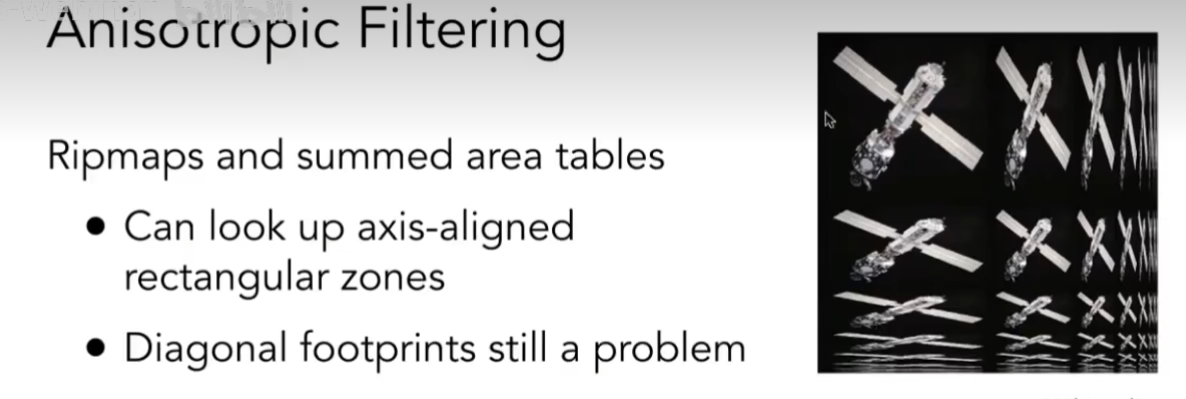 Anisotropic Filtering
Ripmaps and summed area tables
● Can look up axis-aligned
rectangular zones
● Diagonal footprints still a problem